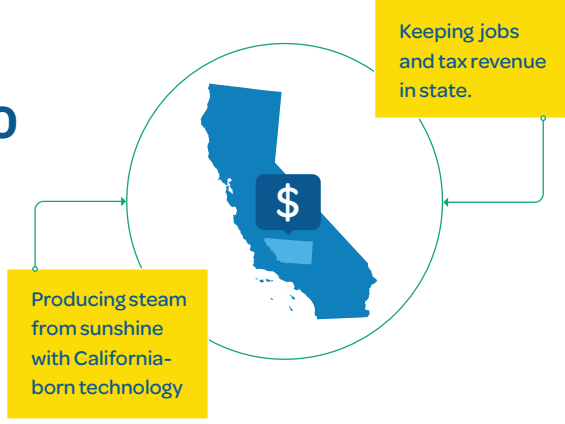 Keeping jobs
and tax revenue
in state.
$
Producing steam
from sunshine
with California-
born technology